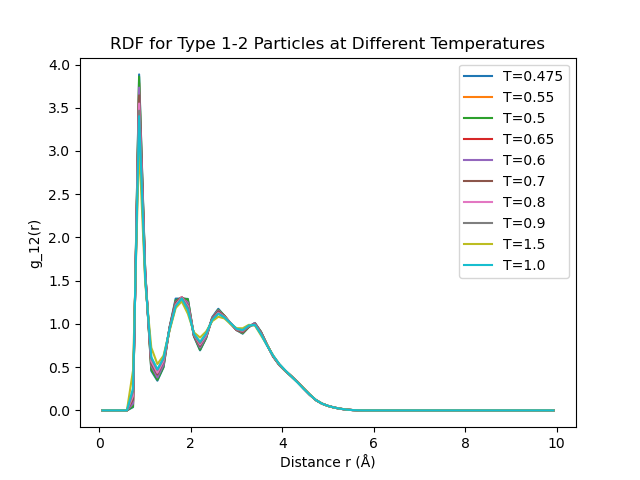 RDF for Type 1-2 Particles at Different Temperatures
4.0
3.5
3.0
2.5
2.0
1.5
1.0
0.5
0.0
g_12(r)
T=0.475
T=0.55
T=0.5
T=0.65
T=0.6
T=0.7
T=0.8
T=0.9
T=1.5
T=1.0
0 2 4 6 8 10
Distance r (Å)